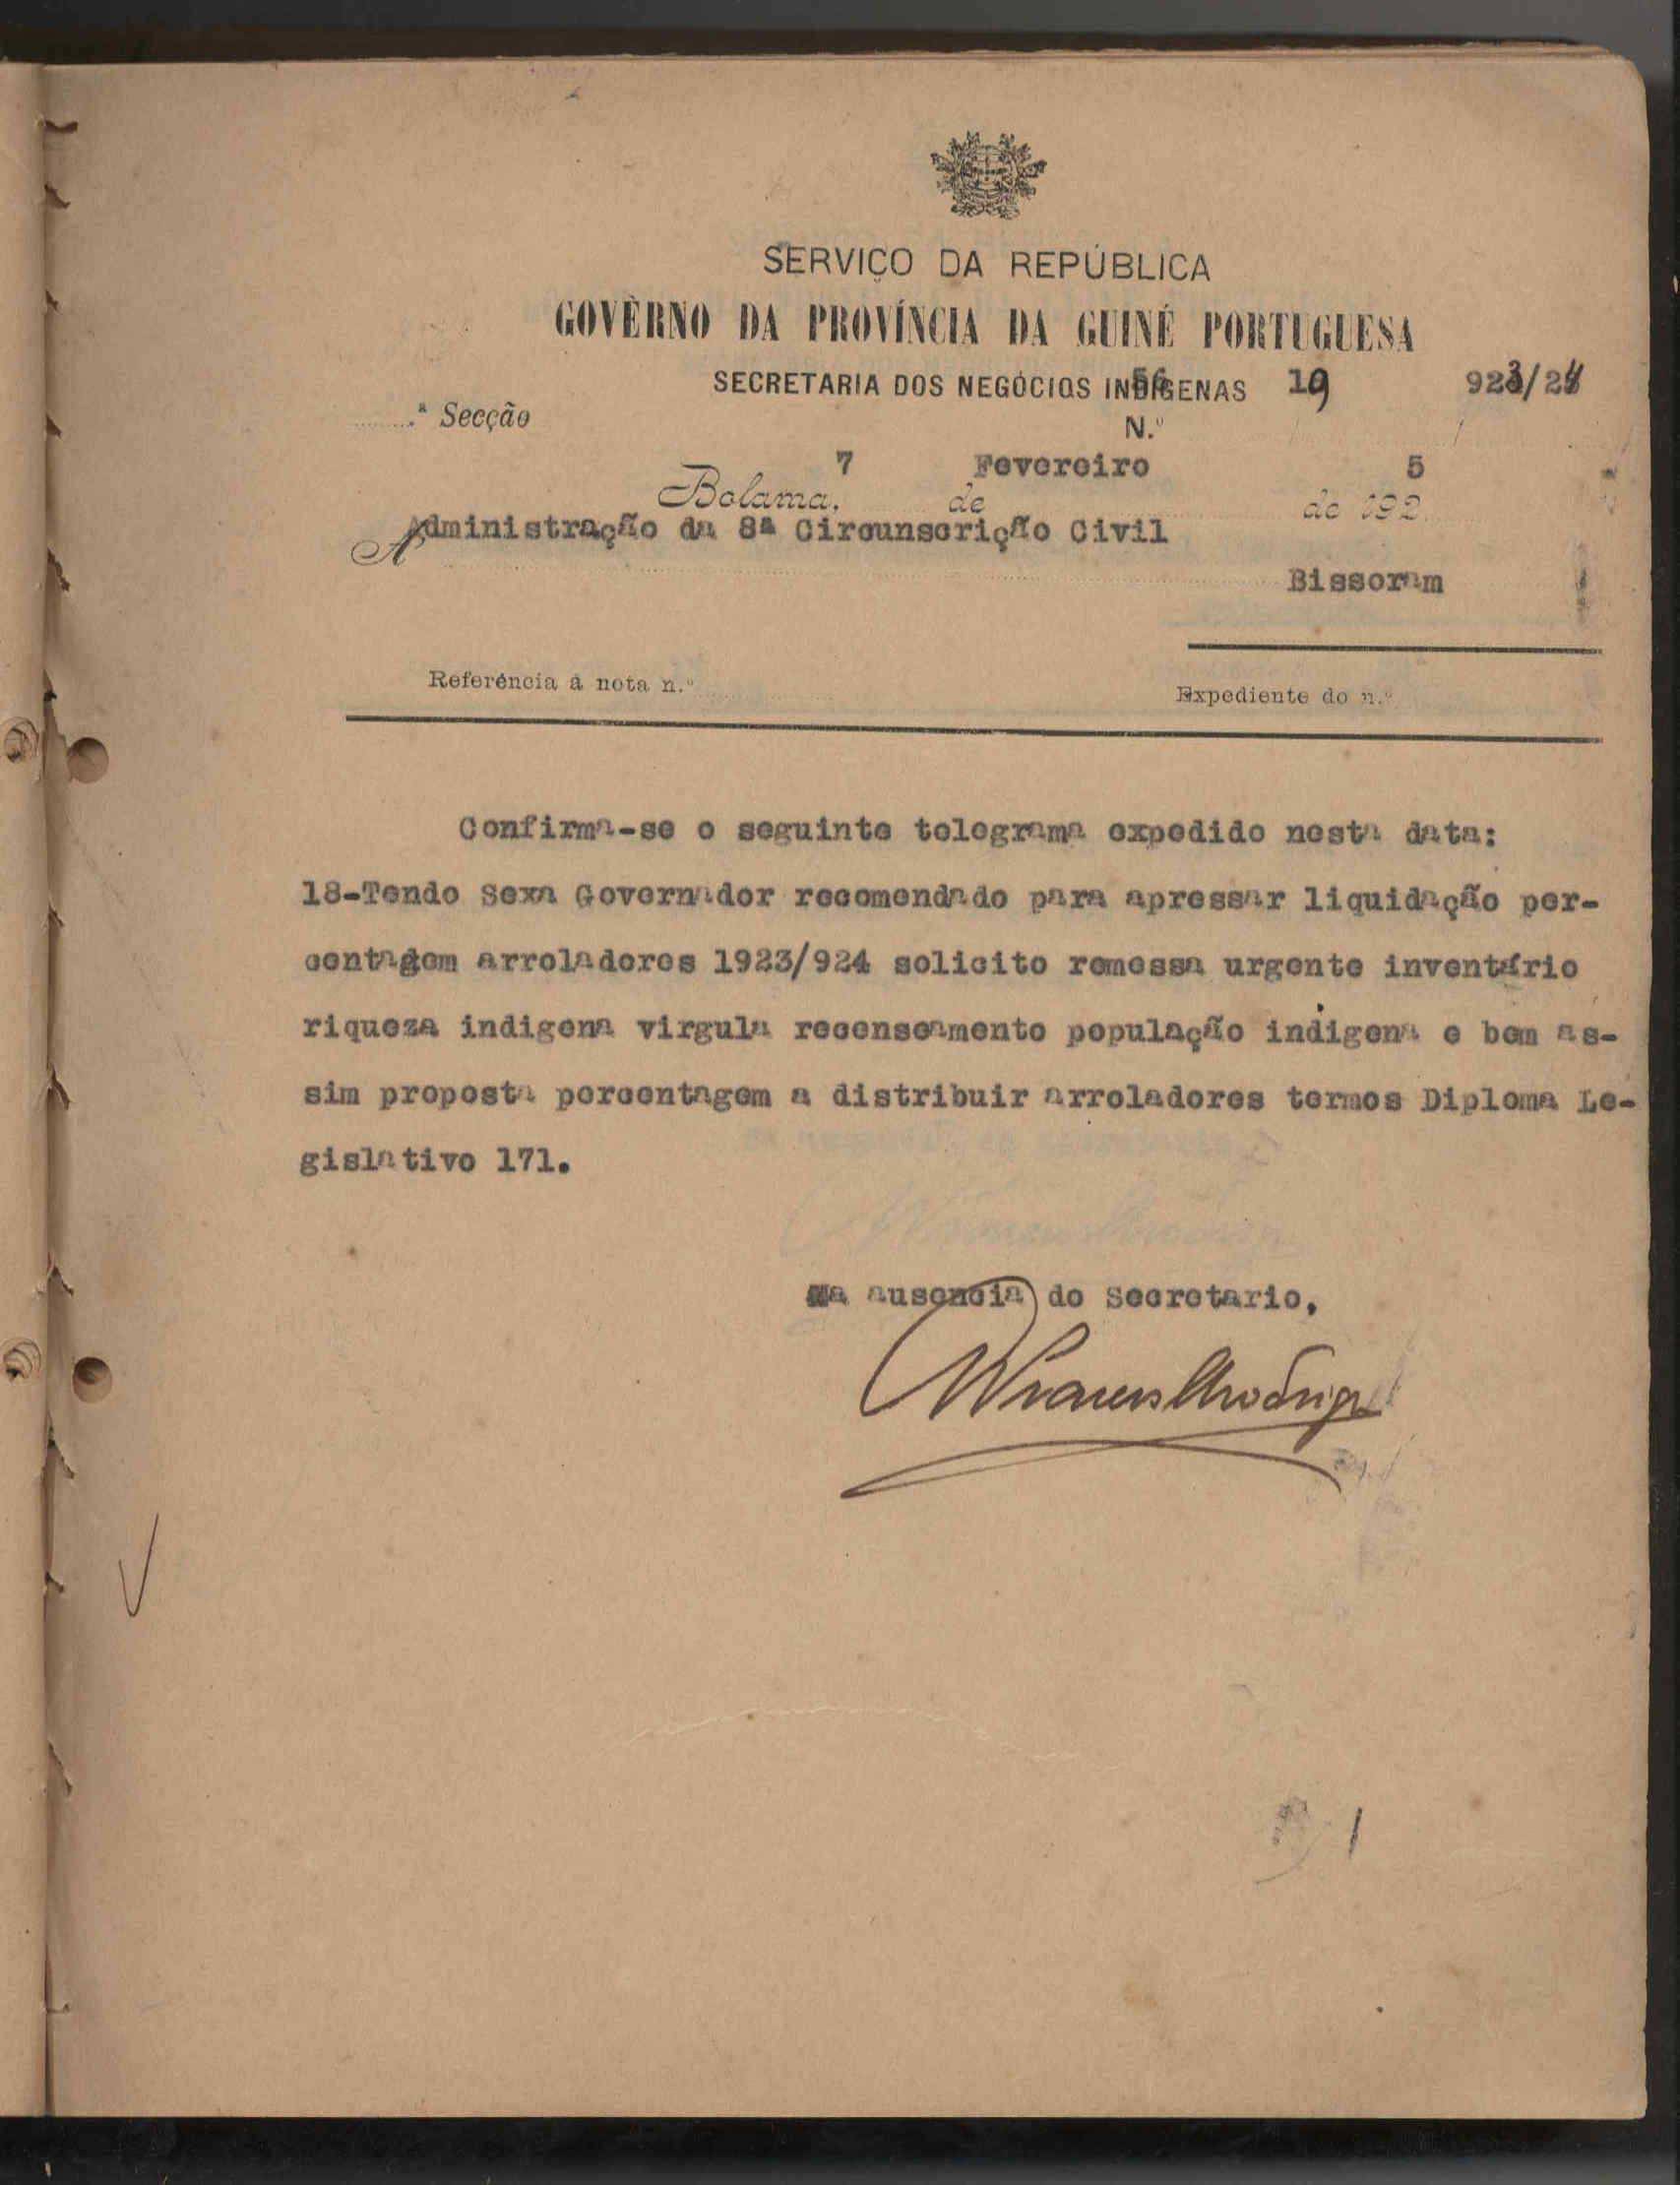 SERVIÇO DA REPÚBLICA
GOVÊRNO DA PROVÍNCIA DA GUINÉ PORTUGUESA
SECRETARIA DOS NEGÓCIOS INDÍGENAS 56 19 923/24
.ª Secção
N.º
7 Fevereiro 5
Bolama, de de 192
Administração da 8ª Circunscrição Civil
A
Bissoram
Referência à nota n.º
Expediente do n.º
Confirma-se o seguinte telegrama expedido nesta data:
18-Tendo Sexa Governador recomendado para apressar liquidação per-
centagem arroladores 1923/924 solicito remessa urgente inventário
riqueza indigena virgula recenseamento população indigena e bem as-
sim proposta percentagem a distribuir arroladores termos Diploma Le-
gislativo 171.
Na ausencia do Secretario,